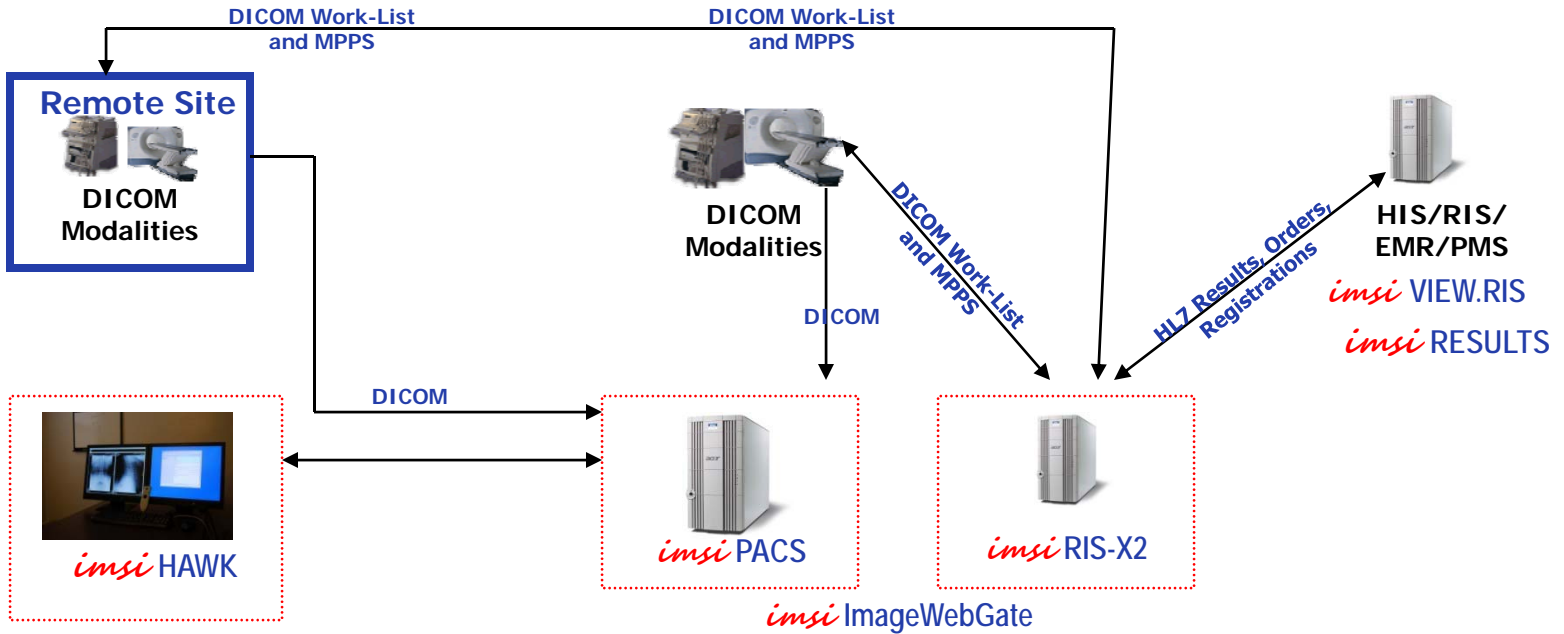 DICOM Work-List
and MPPS
DICOM Work-List
and MPPS
Remote Site
DICOM
Modalities
DICOM
Modalities
DICOM Work-List
and MPPS
HL7 Results, Orders,
Registrations
HIS/RIS/
EMR/PMS
imsi VIEW.RIS
imsi RESULTS
DICOM
DICOM
imsi HAWK
imsi PACS
imsi RIS-X2
imsi ImageWebGate